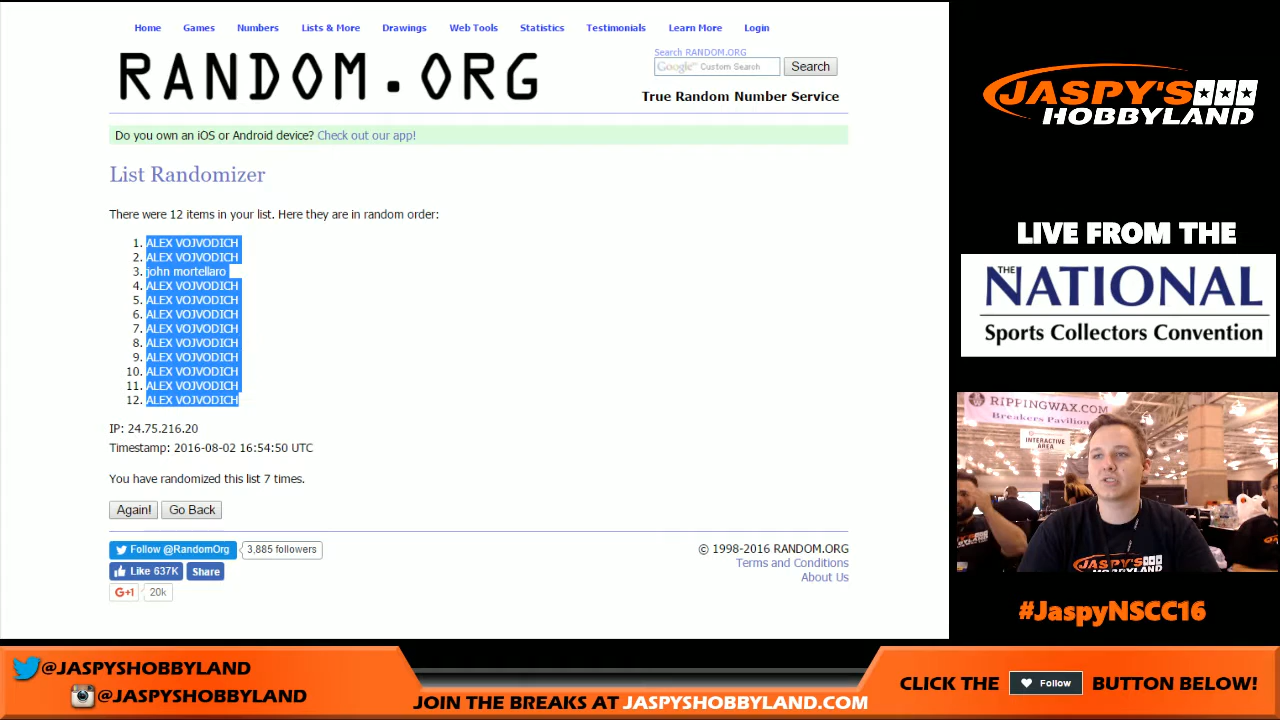 Home Games Numbers Lists & More Drawings Web Tools Statistics Testimonials Learn More Login
RANDOM.ORG
Search RANDOM.ORG
Google Custom Search Search
True Random Number Service
Do you own an iOS or Android device? Check out our app!
List Randomizer
There were 12 items in your list. Here they are in random order:
1. ALEX VOJVODICH
2. ALEX VOJVODICH
3. john mortellaro
4. ALEX VOJVODICH
5. ALEX VOJVODICH
6. ALEX VOJVODICH
7. ALEX VOJVODICH
8. ALEX VOJVODICH
9. ALEX VOJVODICH
10. ALEX VOJVODICH
11. ALEX VOJVODICH
12. ALEX VOJVODICH
IP: 24.75.216.20
Timestamp: 2016-08-02 16:54:50 UTC
You have randomized this list 7 times.
Again! Go Back
Follow @RandomOrg 3,885 followers
Like 637K Share
G+1 20k
© 1998-2016 RANDOM.ORG
Terms and Conditions
About Us
JASPY'S
HOBBYLAND
LIVE FROM THE
THE NATIONAL
Sports Collectors Convention
RIPPINGWAX.COM
Breakers Pavilion
INTERACTIVE
AREA
JASPY'S
HOBBYLAND
#JaspyNSCC16
@JASPYSHOBBYLAND
@JASPYSHOBBYLAND
JOIN THE BREAKS AT JASPYSHOBBYLAND.COM
CLICK THE Follow BUTTON BELOW!